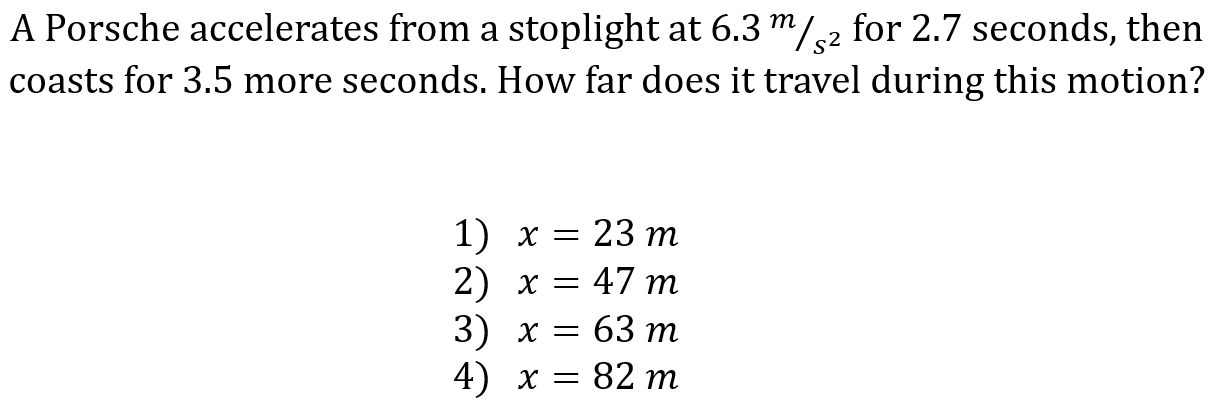 A Porsche accelerates from a stoplight at 6.3 m/s² for 2.7 seconds, then
coasts for 3.5 more seconds. How far does it travel during this motion?
1) x = 23 m
2) x = 47 m
3) x = 63 m
4) x = 82 m